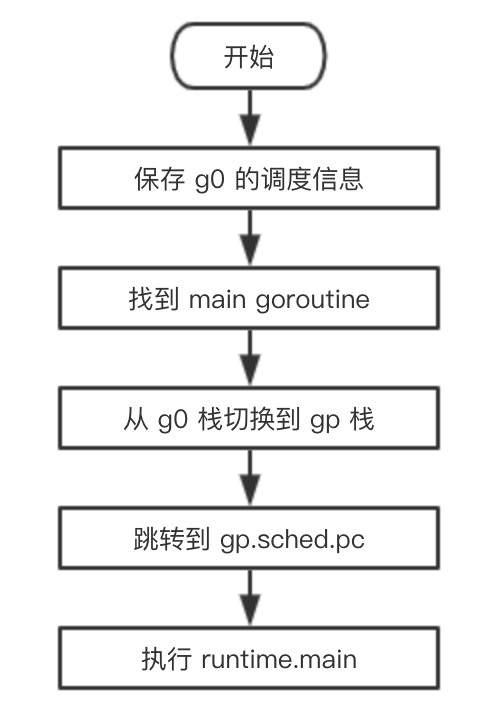 开始
保存 g0 的调度信息
找到 main goroutine
从 g0 栈切换到 gp 栈
跳转到 gp.sched.pc
执行 runtime.main